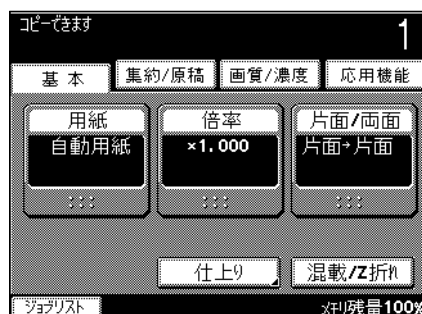 コピーできます
1
基本 集約/原稿 画質/濃度 応用機能
用紙 倍率 片面/両面
自動用紙 ×1.000 片面→片面
仕上り 混載/Z折れ
ジョブリスト ﾒﾓﾘ残量100%